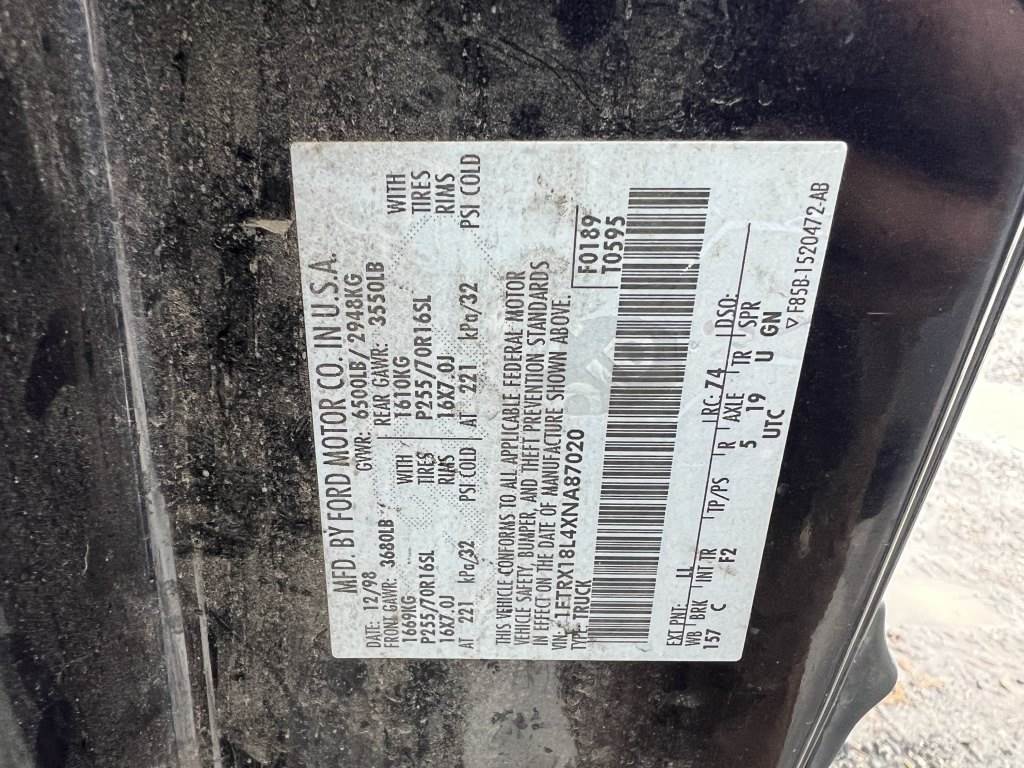 MFD. BY FORD MOTOR CO. IN U.S.A.
DATE: 12/98 GVWR: 6500LB/ 2948KG
FRONT GAWR: 3680LB REAR GAWR: 3550LB
1669KG WITH 1610KG WITH
P255/70R16SL TIRES P255/70R16SL TIRES
16X7.0J RIMS 16X7.0J RIMS
AT 221 kPa/32 PSI COLD AT 221 kPa/32 PSI COLD
THIS VEHICLE CONFORMS TO ALL APPLICABLE FEDERAL MOTOR
VEHICLE SAFETY, BUMPER, AND THEFT PREVENTION STANDARDS
IN EFFECT ON THE DATE OF MANUFACTURE SHOWN ABOVE.
VIN: 1FTRX18L4XNA87020 F0189
TYPE: TRUCK T0595
EXT PNT: LL RC: 74 DSO:
WB BRK INT TR TP/PS R AXLE TR SPR
157 C F2 5 19 U GN
UTC
▽F85B-1520472-AB